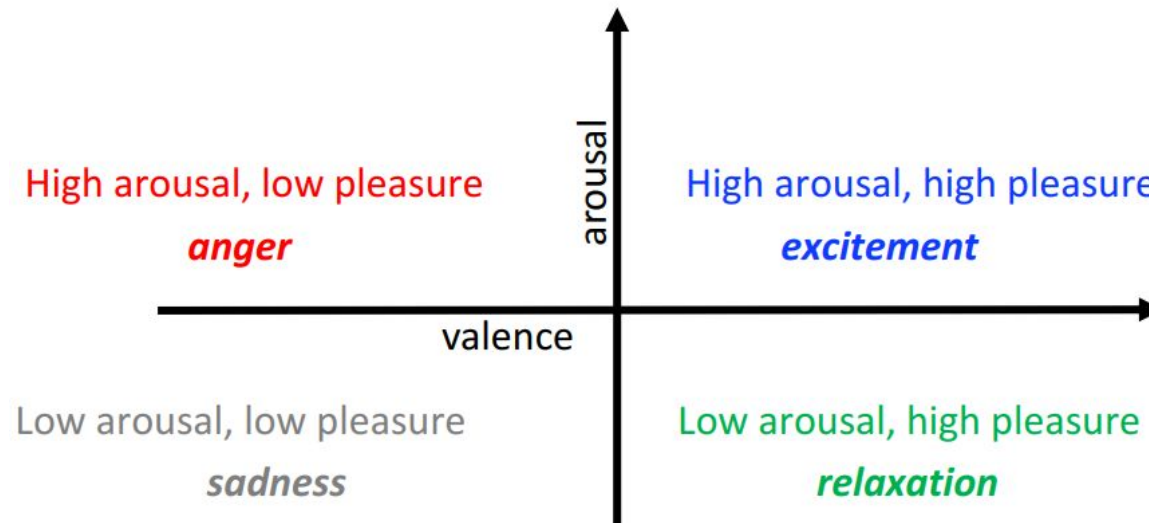 arousal
High arousal, low pleasure
anger
High arousal, high pleasure
excitement
valence
Low arousal, low pleasure
sadness
Low arousal, high pleasure
relaxation